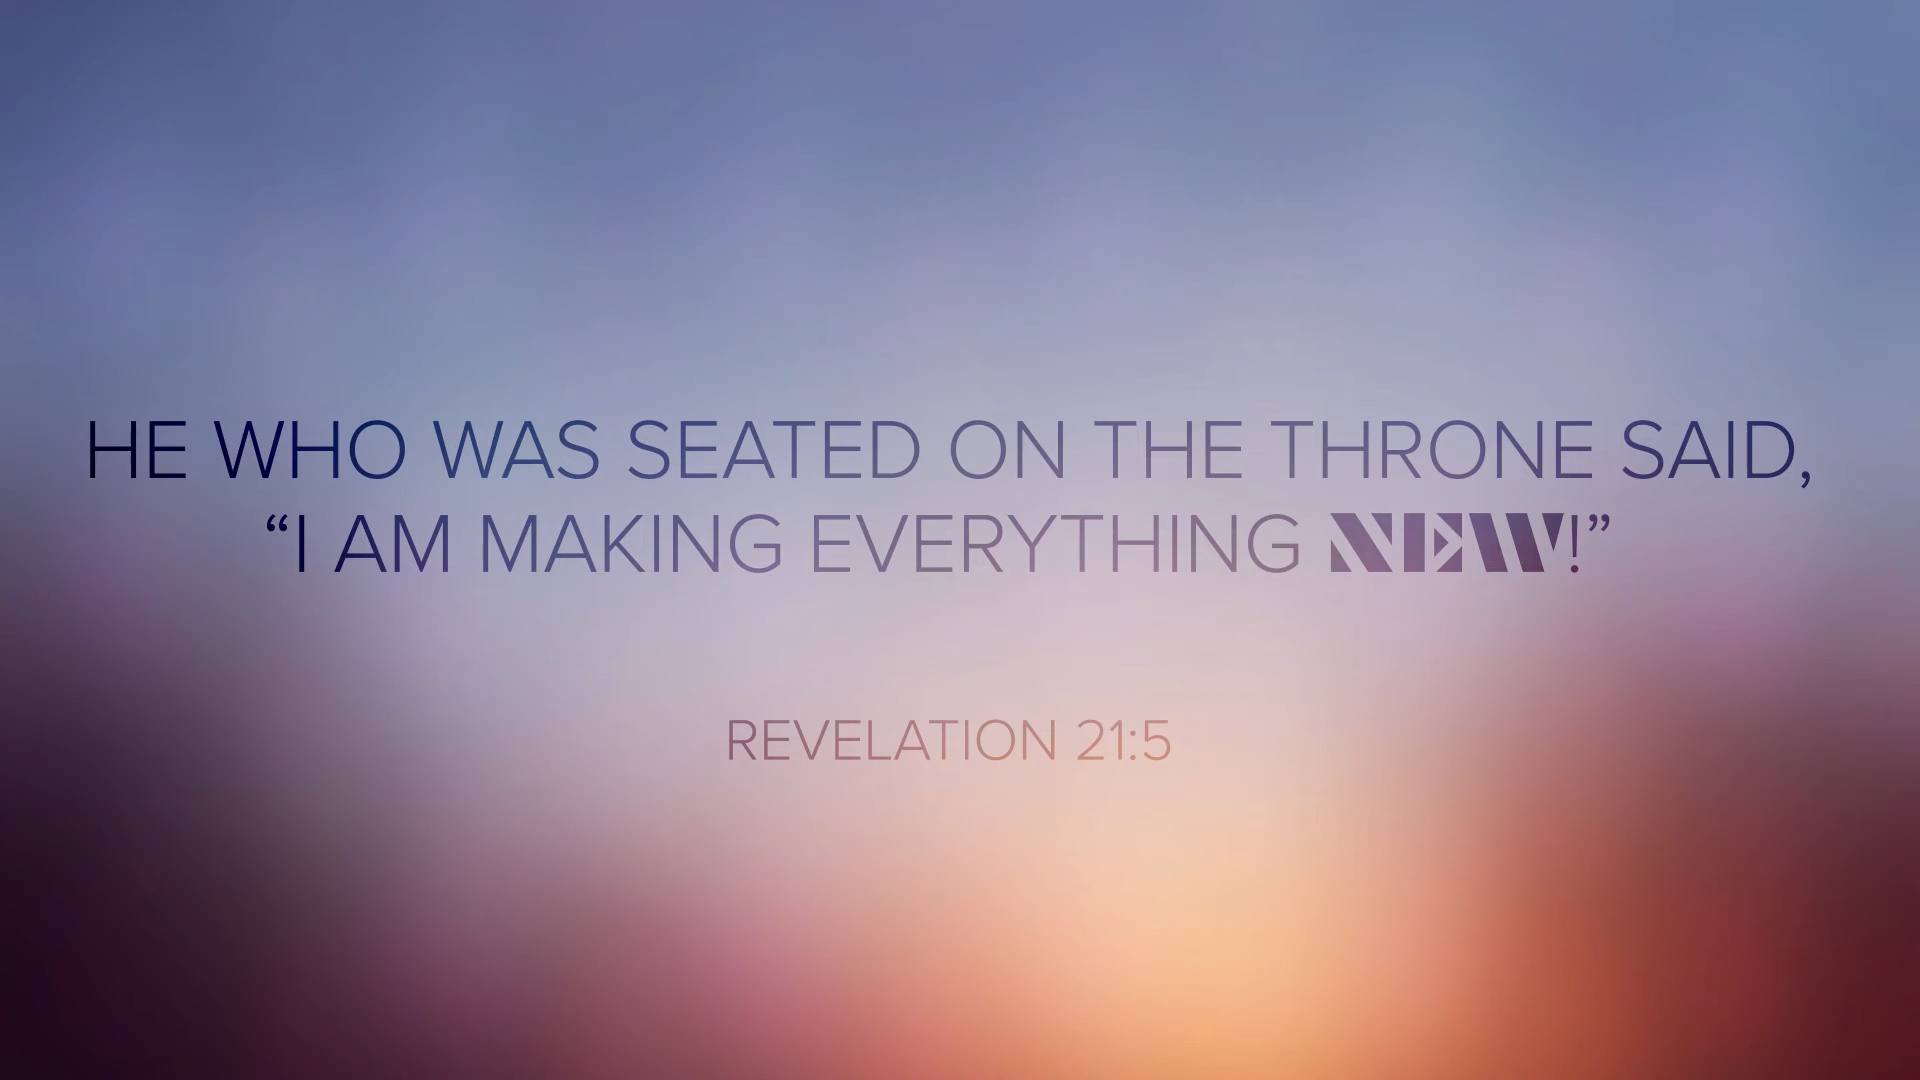 HE WHO WAS SEATED ON THE THRONE SAID,
“I AM MAKING EVERYTHING NEW!”
REVELATION 21:5